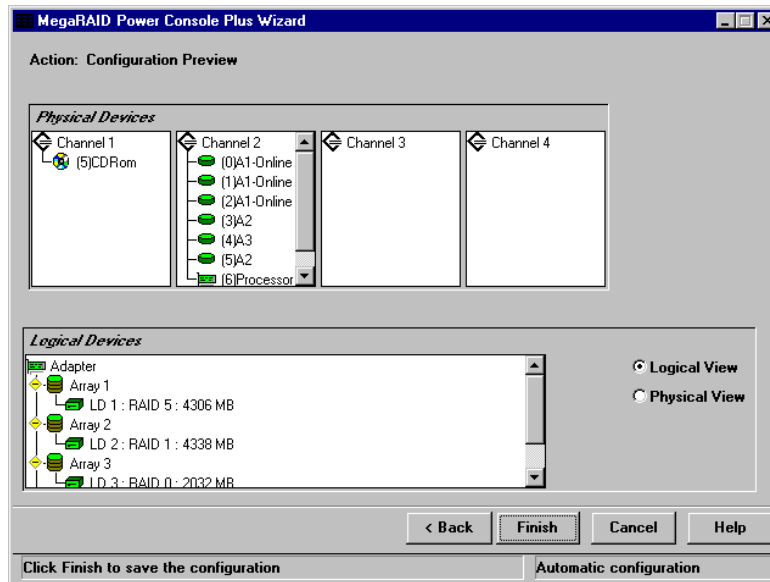 MegaRAID Power Console Plus Wizard
Action: Configuration Preview
Physical Devices
Channel 1
(5)CDRom
Channel 2
(0)A1-Online
(1)A1-Online
(2)A1-Online
(3)A2
(4)A3
(5)A2
(6)Processor
Channel 3
Channel 4
Logical Devices
Adapter
Array 1
LD 1 : RAID 5 : 4306 MB
Array 2
LD 2 : RAID 1 : 4338 MB
Array 3
LD 3 : RAID 0 : 2032 MB
Logical View
Physical View
< Back Finish Cancel Help
Click Finish to save the configuration Automatic configuration